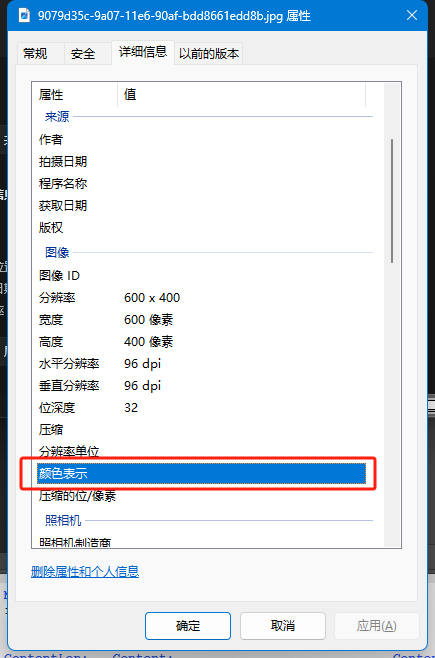 9079d35c-9a07-11e6-90af-bdd8661edd8b.jpg 属性
常规 安全 详细信息 以前的版本
属性 值
来源
作者
拍摄日期
程序名称
获取日期
版权
图像
图像 ID
分辨率 600 x 400
宽度 600 像素
高度 400 像素
水平分辨率 96 dpi
垂直分辨率 96 dpi
位深度 32
压缩
分辨率单位
颜色表示
压缩的位/像素
照相机
照相机制造商
删除属性和个人信息
确定 取消 应用(A)